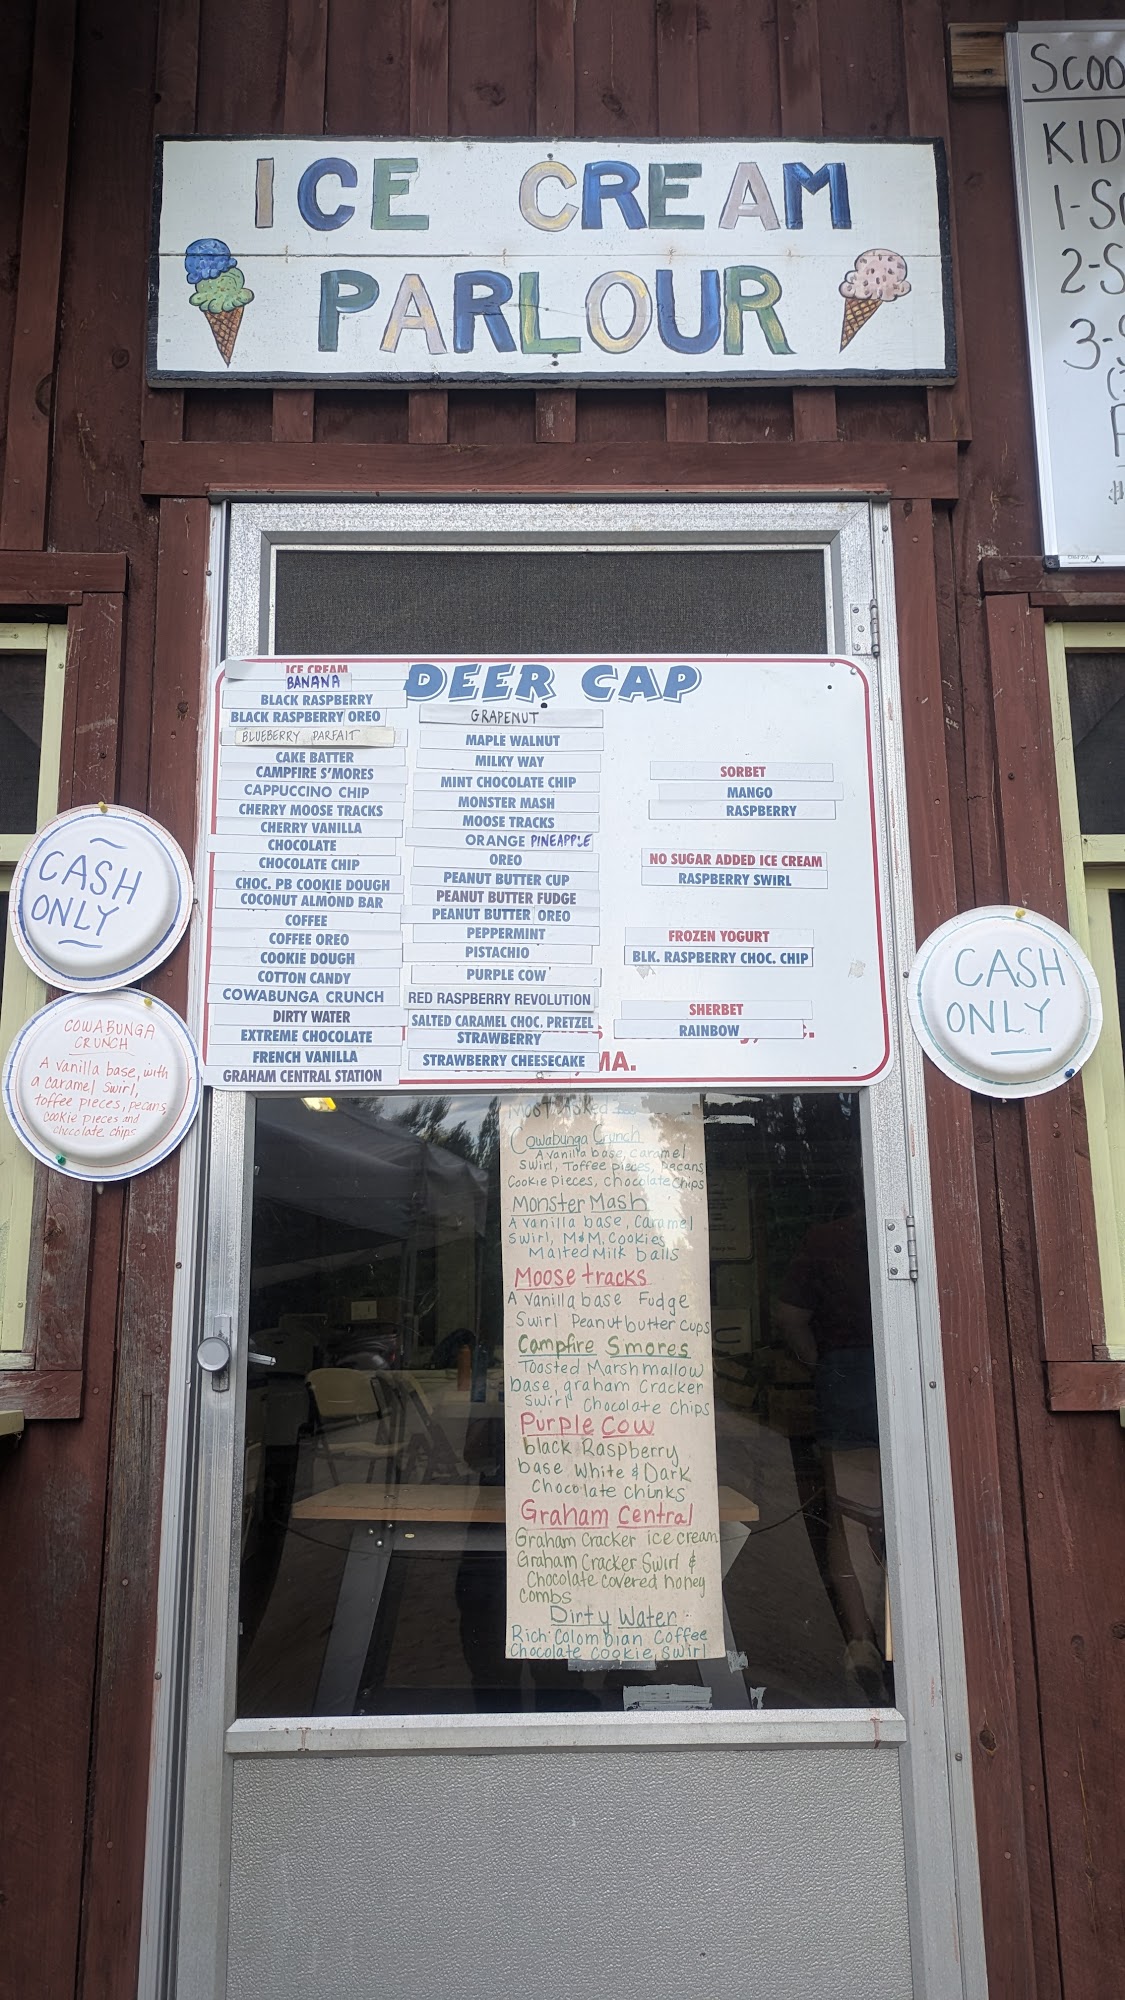 ICE CREAM
PARLOUR
KID
2-S
DEER CAP
ICE CREAM
BANANA
BLACK RASPBERRY
BLACK RASPBERRY OREO
BLUEBERRY PARFAIT
CAKE BATTER
CAMPFIRE S'MORES
CAPPUCCINO CHIP
CHERRY MOOSE TRACKS
CHERRY VANILLA
CHOCOLATE
CHOCOLATE CHIP
CHOC. PB COOKIE DOUGH
COCONUT ALMOND BAR
COFFEE
COFFEE OREO
COOKIE DOUGH
COTTON CANDY
COWABUNGA CRUNCH
DIRTY WATER
EXTREME CHOCOLATE
FRENCH VANILLA
GRAHAM CENTRAL STATION
GRAPENUT
MAPLE WALNUT
MILKY WAY
MINT CHOCOLATE CHIP
MONSTER MASH
MOOSE TRACKS
ORANGE PINEAPPLE
OREO
PEANUT BUTTER CUP
PEANUT BUTTER FUDGE
PEANUT BUTTER OREO
PEPPERMINT
PISTACHIO
PURPLE COW
RED RASPBERRY REVOLUTION
SALTED CARAMEL CHOC. PRETZEL
STRAWBERRY
STRAWBERRY CHEESECAKE
SORBET
MANGO
RASPBERRY
NO SUGAR ADDED ICE CREAM
RASPBERRY SWIRL
FROZEN YOGURT
BLK. RASPBERRY CHOC. CHIP
SHERBET
RAINBOW
MA.
CASH
ONLY
COWABUNGA
CRUNCH
A vanilla base, with
a caramel swirl,
toffee pieces, pecans,
cookie pieces and
chocolate chips
CASH
ONLY
Cowabunga Crunch
A vanilla base, caramel
swirl, Toffee pieces, Pecans
Cookie pieces, chocolate chips
Monster Mash
A vanilla base, Caramel
Swirl, M&M. Cookies
Malted Milk balls
Moose tracks
A vanilla base Fudge
Swirl Peanut butter cups
Campfire Smores
Toasted Marshmallow
base, graham Cracker
swirl Chocolate chips
Purple Cow
black Raspberry
base White & Dark
Chocolate chunks
Graham Central
Graham Cracker ice cream
Graham Cracker Swirl &
Chocolate covered honey
combs
Dirty Water
Rich Colombian Coffee
Chocolate Cookie Swirl